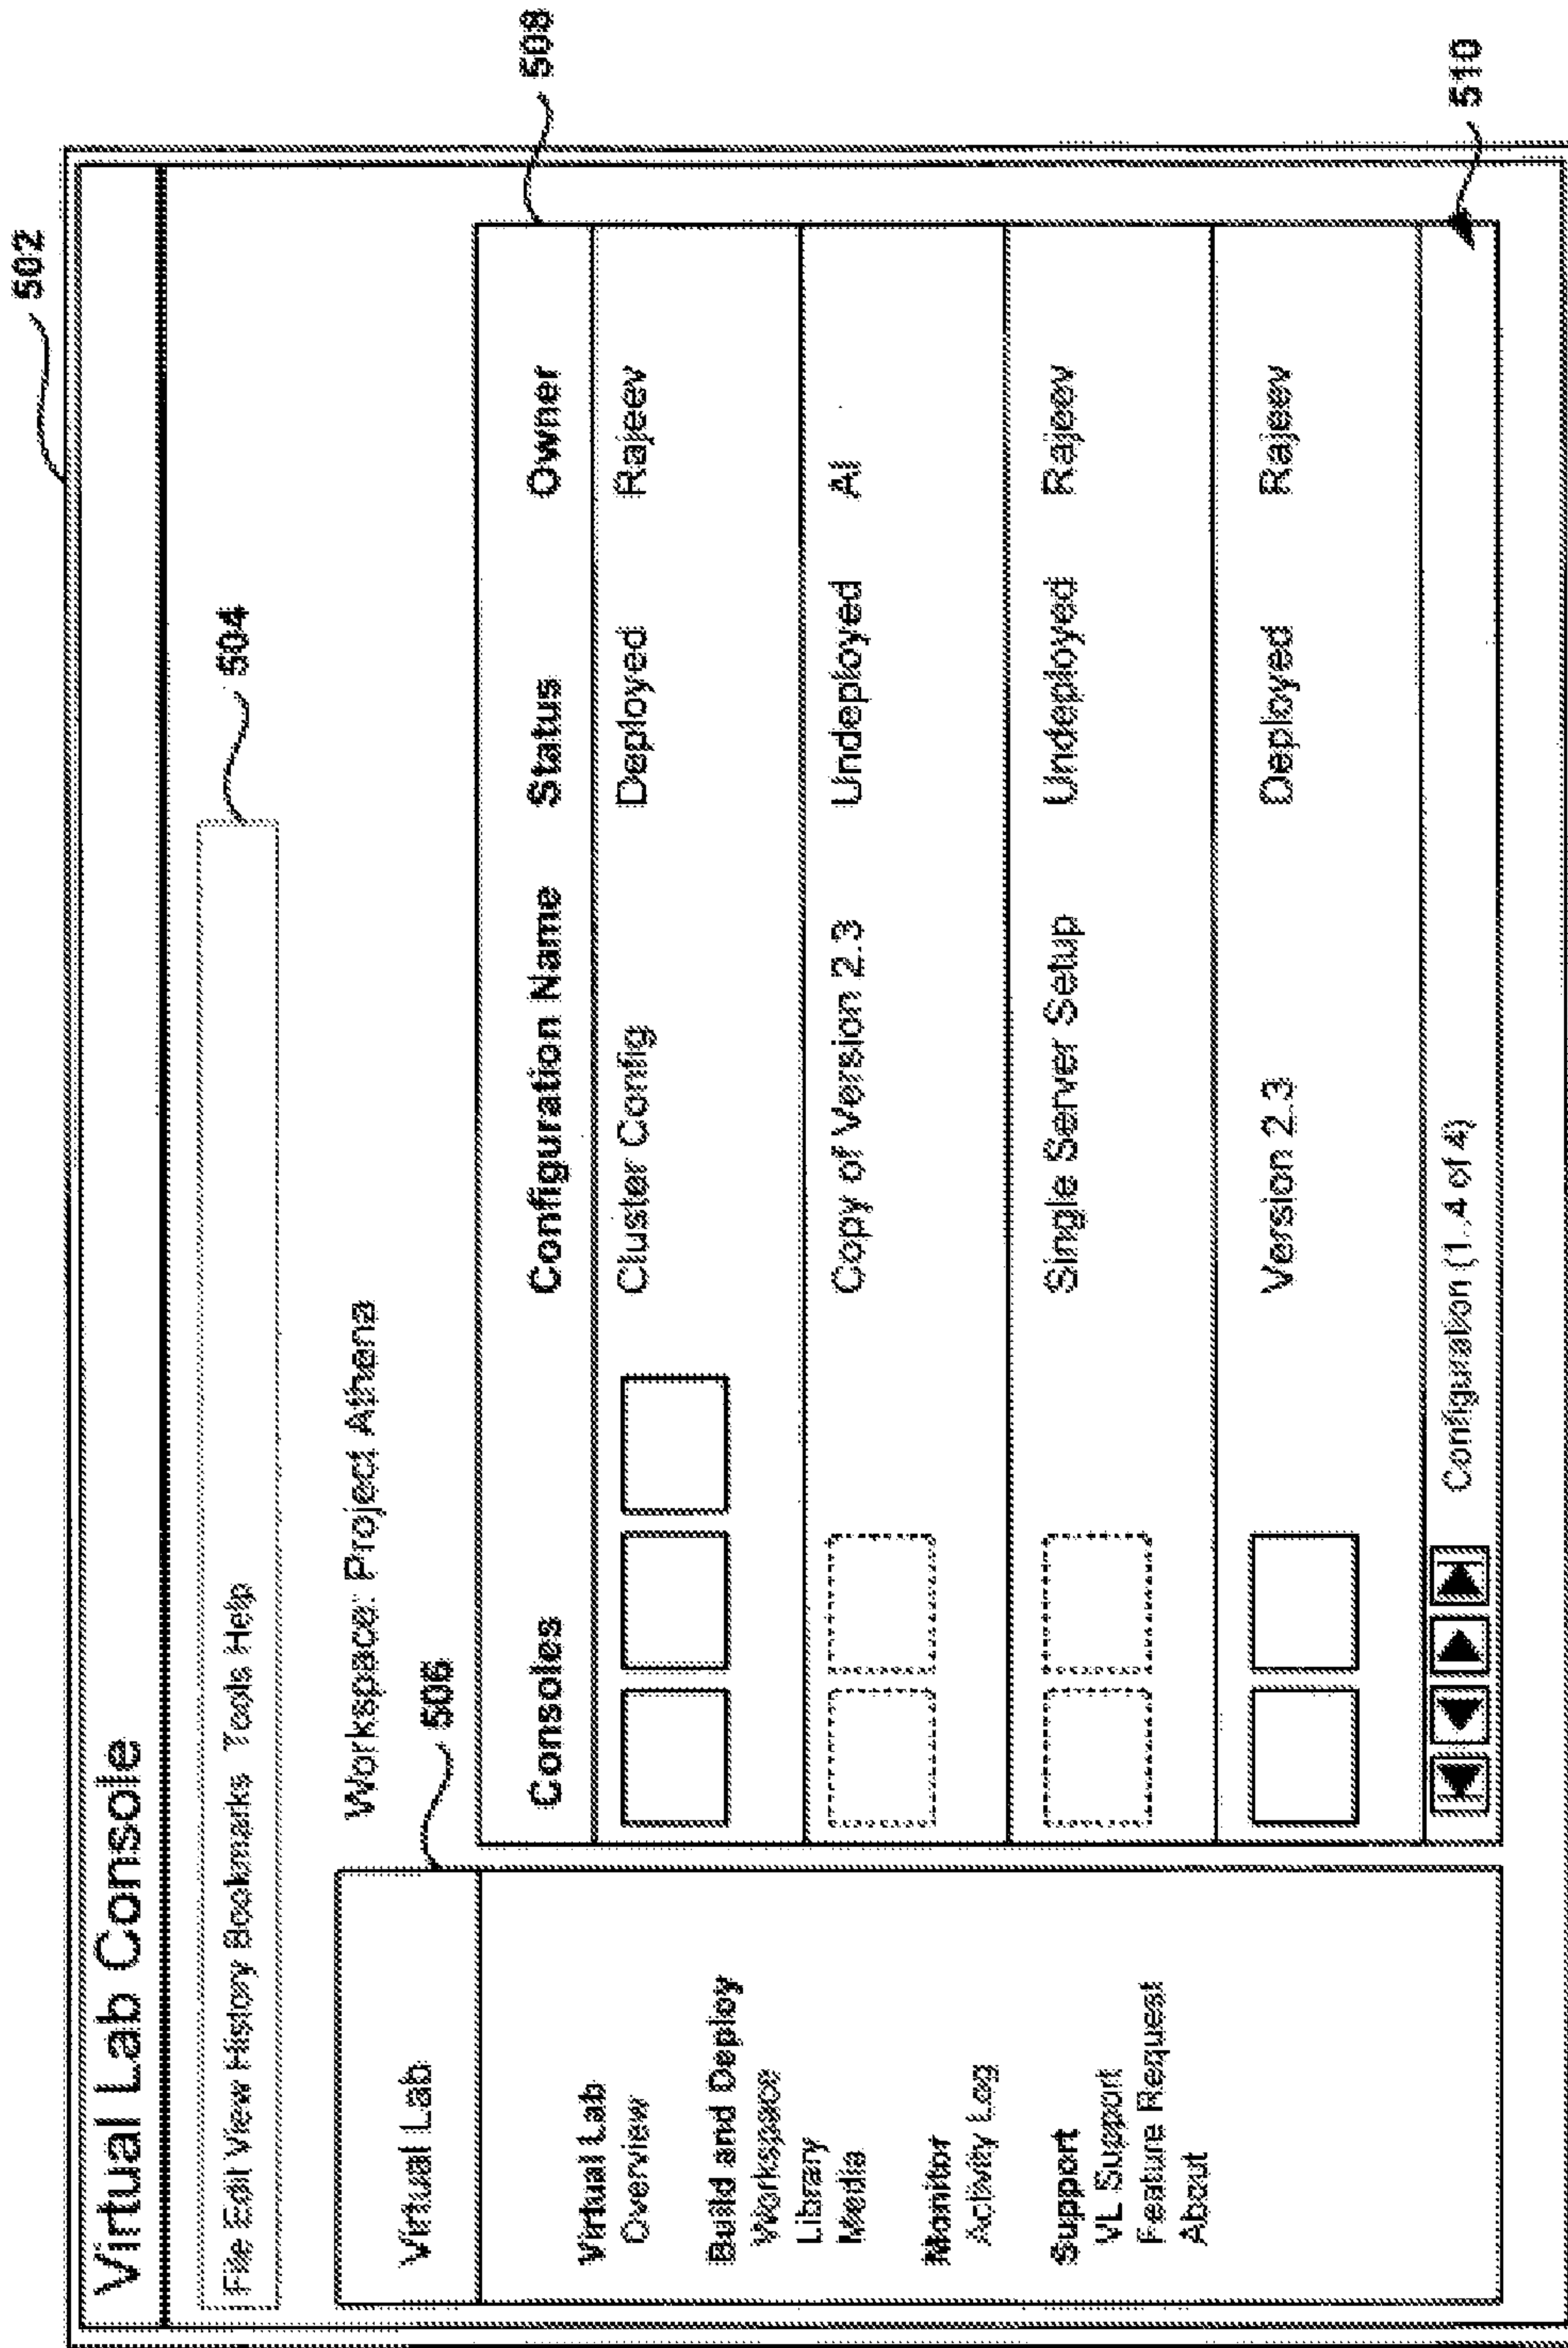 502
Virtual Lab Console
File Edit View History Bookmarks Tools Help
504
Workspace: Project Athena
506
508
Virtual Lab
Virtual Lab
Overview
Build and Deploy
Workspace
Library
Media
Monitor
Activity Log
Support
VL Support
Feature Request
About
Consoles Configuration Name Status Owner
Cluster Config Deployed Rajeev
Copy of Version 2.3 Undeployed Al
Single Server Setup Undeployed Rajeev
Version 2.3 Deployed Rajeev
Configuration (1..4 of 4)
510